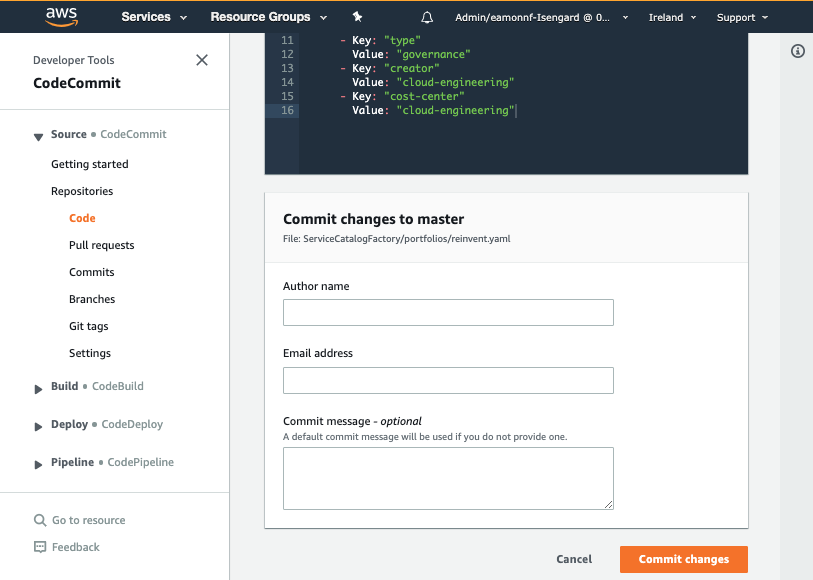 aws
Services
Resource Groups
Admin/eamonnf-Isengard @ 0...
Ireland
Support
Developer Tools
CodeCommit
Source • CodeCommit
Getting started
Repositories
Code
Pull requests
Commits
Branches
Git tags
Settings
Build • CodeBuild
Deploy • CodeDeploy
Pipeline • CodePipeline
Go to resource
Feedback
11 - Key: "type"
12 Value: "governance"
13 - Key: "creator"
14 Value: "cloud-engineering"
15 - Key: "cost-center"
16 Value: "cloud-engineering"
Commit changes to master
File: ServiceCatalogFactory/portfolios/reinvent.yaml
Author name
Email address
Commit message - optional
A default commit message will be used if you do not provide one.
Cancel
Commit changes